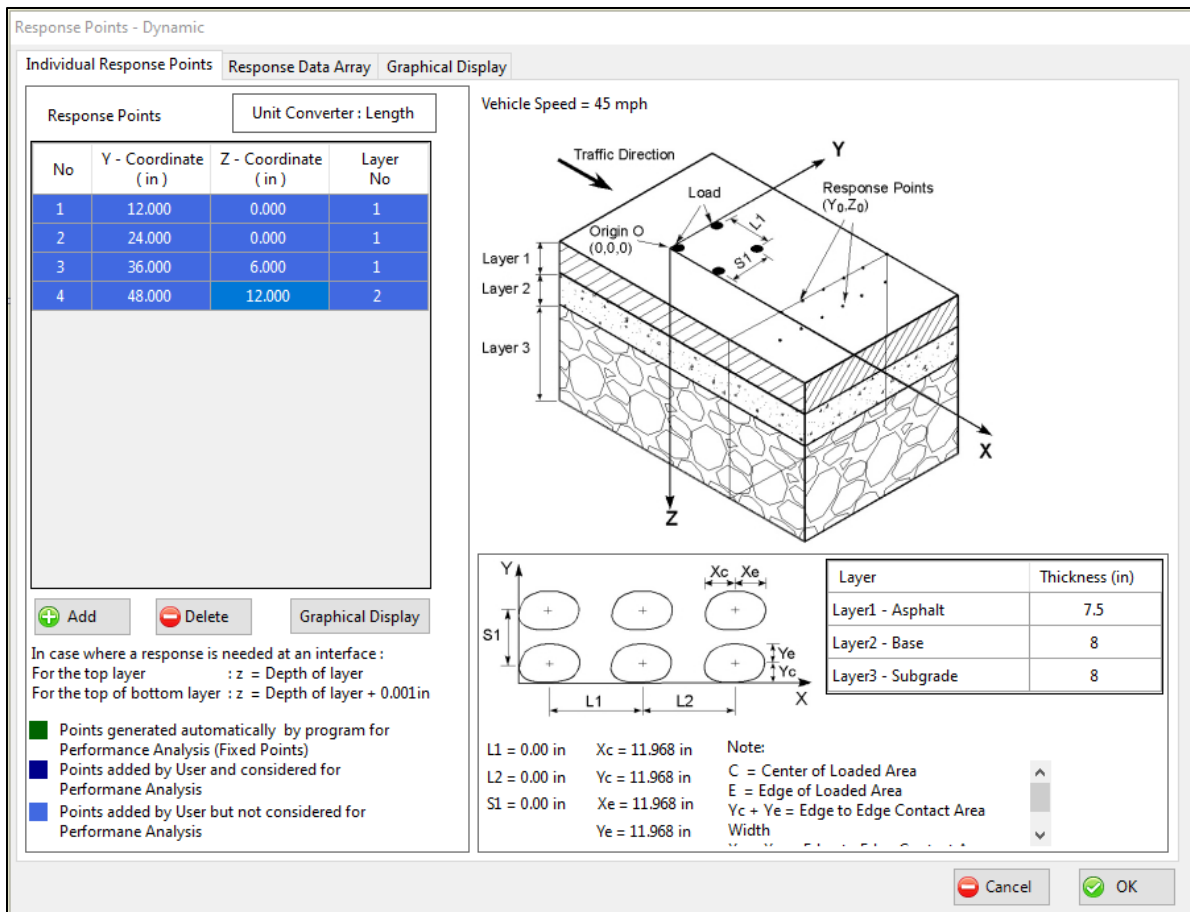 Response Points - Dynamic
Individual Response Points Response Data Array Graphical Display
Response Points Unit Converter : Length
No Y - Coordinate ( in ) Z - Coordinate ( in ) Layer No
1 12.000 0.000 1
2 24.000 0.000 1
3 36.000 6.000 1
4 48.000 12.000 2
Add Delete Graphical Display
In case where a response is needed at an interface :
For the top layer : z = Depth of layer
For the top of bottom layer : z = Depth of layer + 0.001in
Points generated automatically by program for
Performance Analysis (Fixed Points)
Points added by User and considered for
Performane Analysis
Points added by User but not considered for
Performane Analysis
Vehicle Speed = 45 mph
Traffic Direction
Y
Load
Response Points
(Y0,Z0)
L1
Origin O
(0,0,0)
S1
Layer 1
Layer 2
Layer 3
X
Z
Y
Xc Xe
S1
Ye
Yc
X
L1 L2
Layer Thickness (in)
Layer1 - Asphalt 7.5
Layer2 - Base 8
Layer3 - Subgrade 8
L1 = 0.00 in Xc = 11.968 in
L2 = 0.00 in Yc = 11.968 in
S1 = 0.00 in Xe = 11.968 in
Ye = 11.968 in
Note:
C = Center of Loaded Area
E = Edge of Loaded Area
Yc + Ye = Edge to Edge Contact Area
Width
Cancel OK